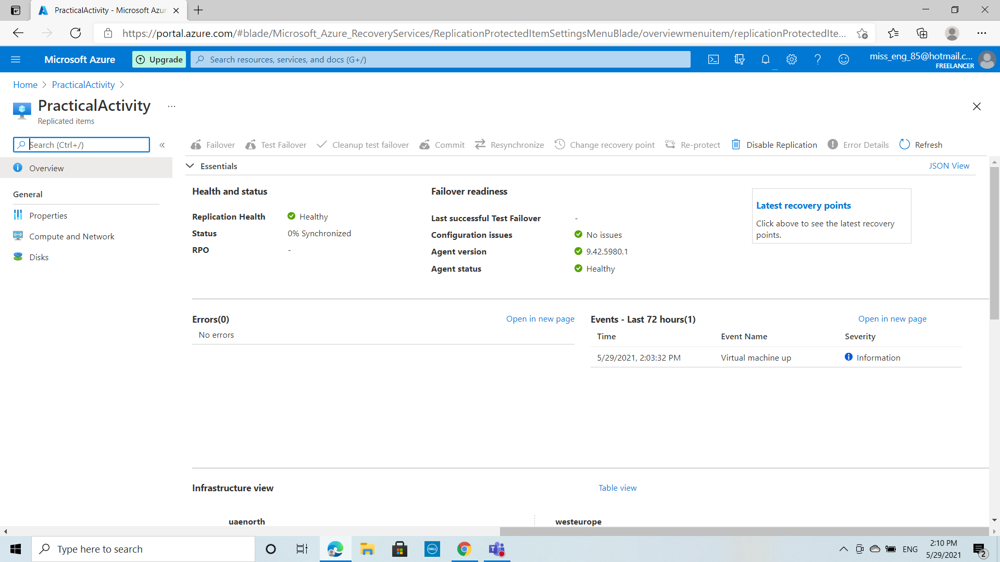 PracticalActivity - Microsoft Azur
https://portal.azure.com/#blade/Microsoft_Azure_RecoveryServices/ReplicationProtectedItemSettingsMenuBlade/overviewmenuitem/replicationProtectedIte...
Microsoft Azure
Upgrade
Search resources, services, and docs (G+/)
miss_eng_85@hotmail.c...
FREELANCER
Home > PracticalActivity >
PracticalActivity ...
Replicated items
Search (Ctrl+/)
«
Failover Test Failover Cleanup test failover Commit Resynchronize Change recovery point Re-protect Disable Replication Error Details Refresh
Overview
General
Properties
Compute and Network
Disks
Essentials
JSON View
Health and status
Replication Health Healthy
Status 0% Synchronized
RPO -
Failover readiness
Last successful Test Failover -
Configuration issues No issues
Agent version 9.42.5980.1
Agent status Healthy
Latest recovery points
Click above to see the latest recovery
points.
Errors(0) Open in new page
No errors
Events - Last 72 hours(1) Open in new page
Time Event Name Severity
5/29/2021, 2:03:32 PM Virtual machine up Information
Infrastructure view Table view
uaenorth westeurope
Type here to search
DELL
T
ENG
2:10 PM
5/29/2021
2